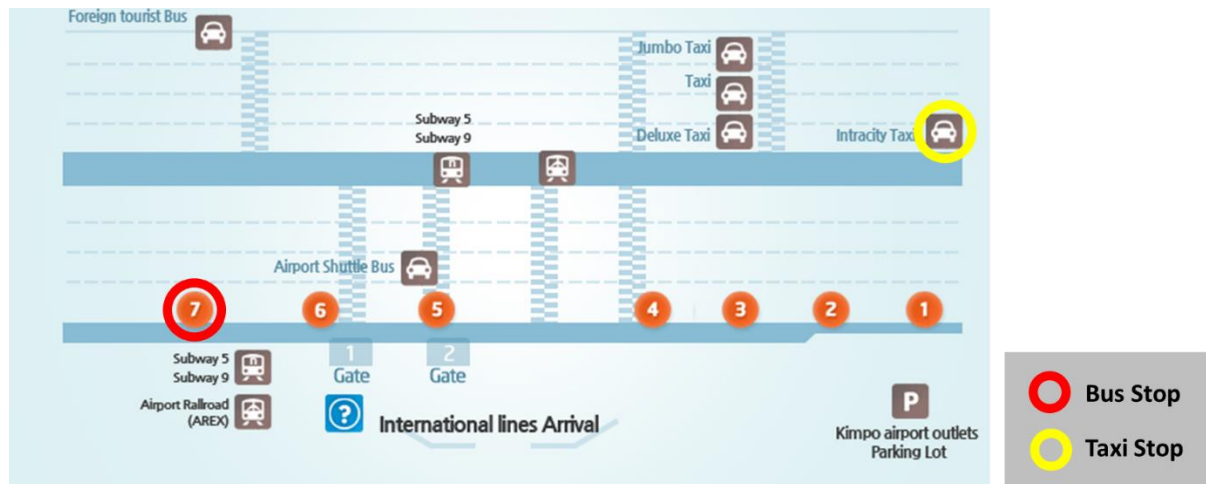 Foreign tourist Bus
Jumbo Taxi
Taxi
Deluxe Taxi
Intracity Taxi
Subway 5
Subway 9
Airport Shuttle Bus
7
6
5
4
3
2
1
Subway 5
Subway 9
1
Gate
2
Gate
Airport Railroad
(AREX)
?
International lines Arrival
P
Kimpo airport outlets
Parking Lot
Bus Stop
Taxi Stop